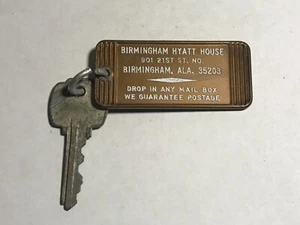 BIRMINGHAM HYATT HOUSE
901 21ST ST. NO.
BIRMINGHAM, ALA. 35203
DROP IN ANY MAIL BOX
WE GUARANTEE POSTAGE